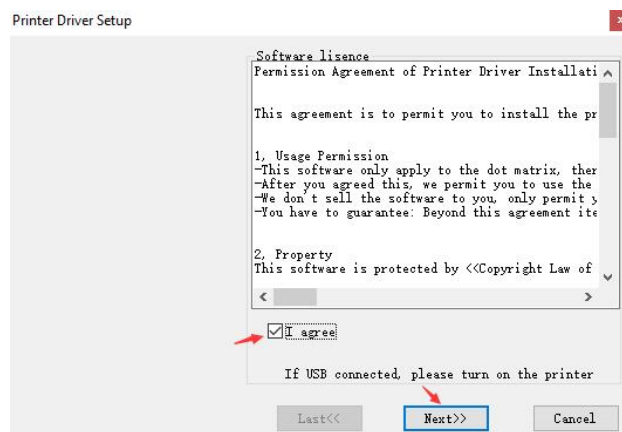 Printer Driver Setup
Software lisence
Permission Agreement of Printer Driver Installati
This agreement is to permit you to install the pr
1, Usage Permission
-This software only apply to the dot matrix, ther
-After you agreed this, we permit you to use the
-We don't sell the software to you, only permit y
-You have to guarantee: Beyond this agreement ite
2, Property
This software is protected by <<Copyright Law of
I agree
If USB connected, please turn on the printer
Last<< Next>> Cancel